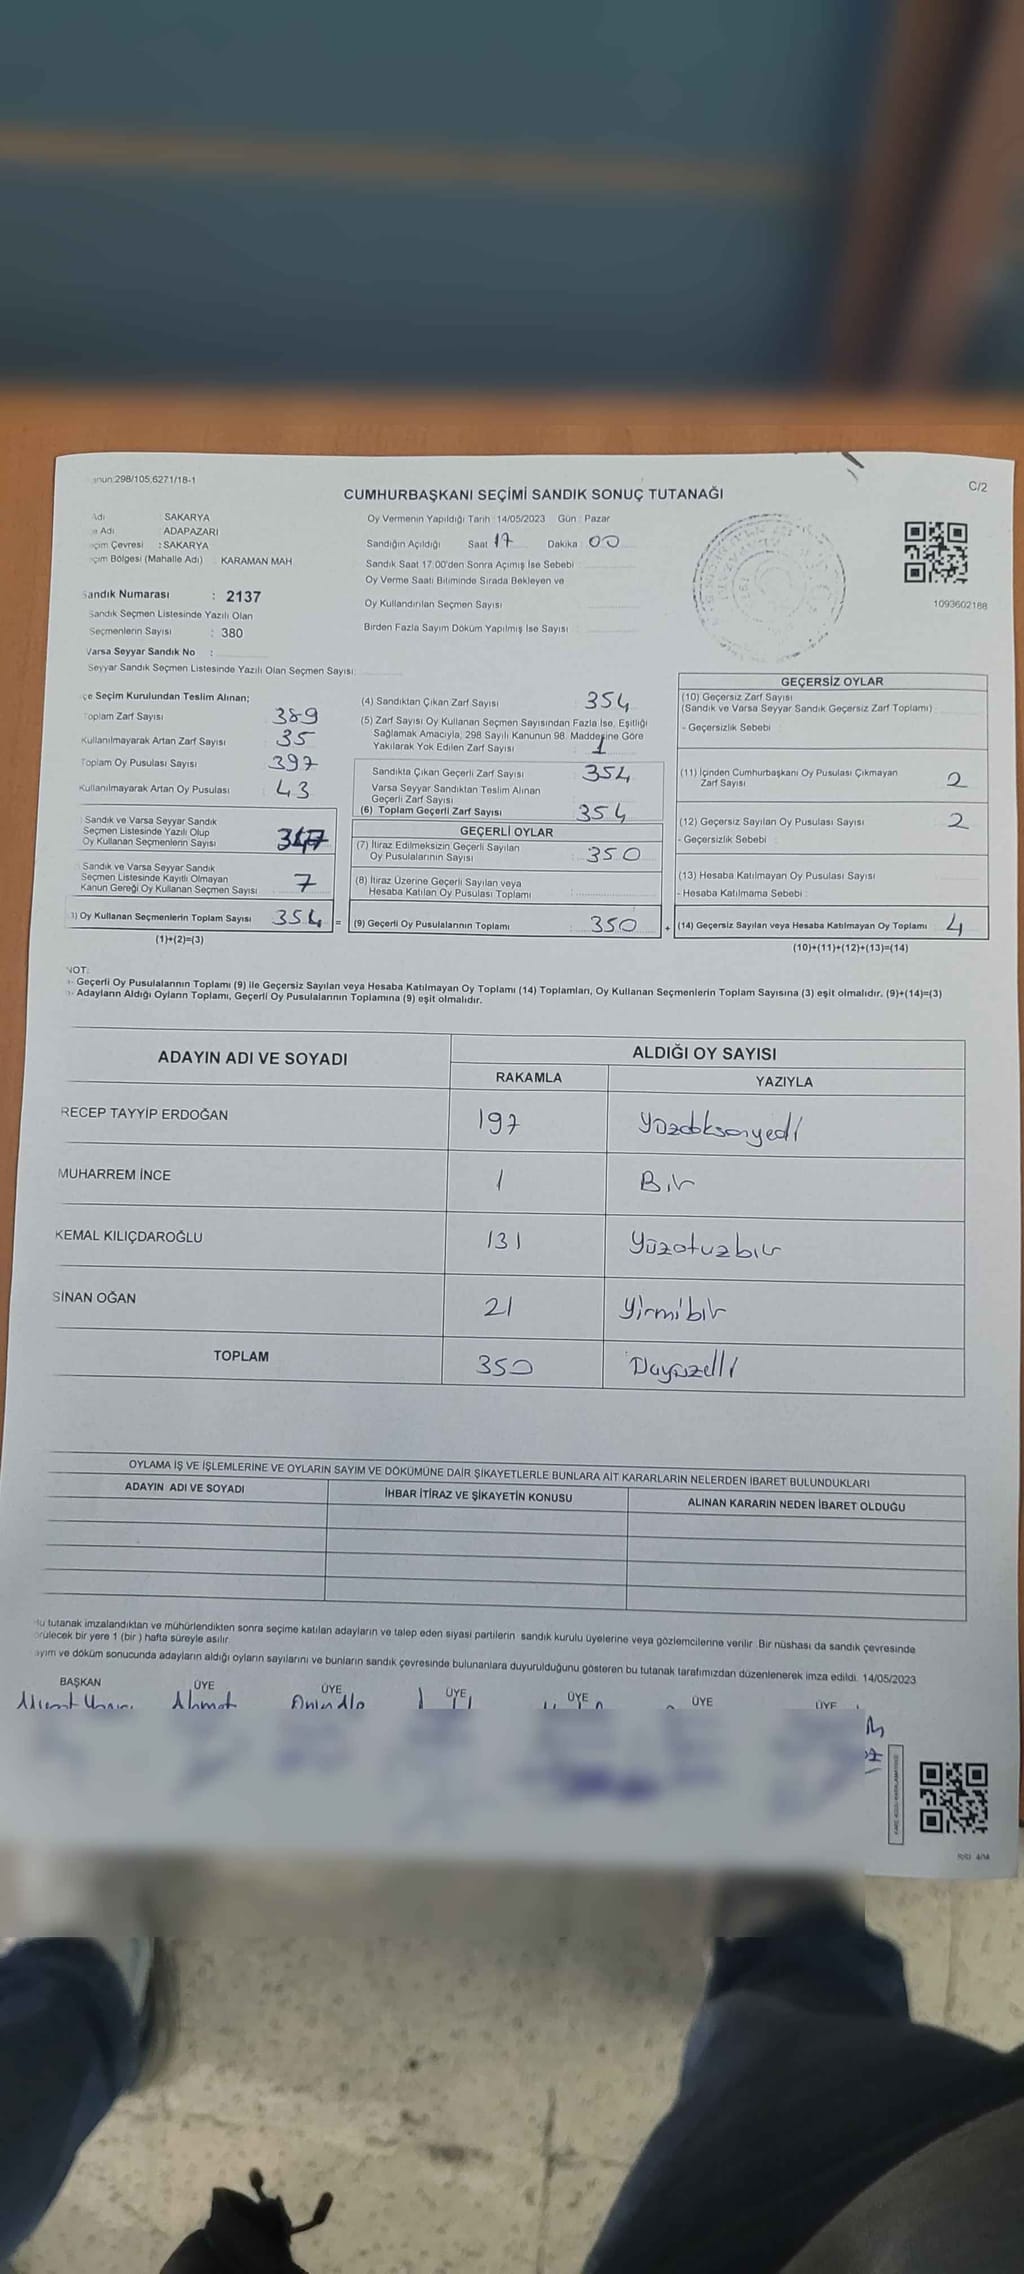 anun:298/105,6271/18-1
C/2
CUMHURBAŞKANI SEÇİMİ SANDIK SONUÇ TUTANAĞI
Adı : SAKARYA
e Adı : ADAPAZARI
eçim Çevresi : SAKARYA
eçim Bölgesi (Mahalle Adı) KARAMAN MAH.
Sandık Numarası : 2137
Sandık Seçmen Listesinde Yazılı Olan
Seçmenlerin Sayısı : 380
Varsa Seyyar Sandık No :
Seyyar Sandık Seçmen Listesinde Yazılı Olan Seçmen Sayısı:
Oy Vermenin Yapıldığı Tarih :14/05/2023 Gün : Pazar
Sandığın Açıldığı Saat 17 Dakika 00
Sandık Saat 17.00'den Sonra Açımış İse Sebebi
Oy Verme Saati Bitiminde Sırada Bekleyen ve
Oy Kullandırılan Seçmen Sayısı
Birden Fazla Sayım Döküm Yapılmış İse Sayısı
1093602188
çe Seçim Kurulundan Teslim Alınan;
Toplam Zarf Sayısı 389
Kullanılmayarak Artan Zarf Sayısı 35
Toplam Oy Pusulası Sayısı 397
Kullanılmayarak Artan Oy Pusulası 43
Sandık ve Varsa Seyyar Sandık
Seçmen Listesinde Yazılı Olup
Oy Kullanan Seçmenlerin Sayısı 347
Sandık ve Varsa Seyyar Sandık
Seçmen Listesinde Kayıtlı Olmayan
Kanun Gereği Oy Kullanan Seçmen Sayısı 7
3) Oy Kullanan Seçmenlerin Toplam Sayısı 354 =
(1)+(2)=(3)
(4) Sandıktan Çıkan Zarf Sayısı 354
(5) Zarf Sayısı Oy Kullanan Seçmen Sayısından Fazla İse, Eşitliği
Sağlamak Amacıyla, 298 Sayılı Kanunun 98. Maddesine Göre
Yakılarak Yok Edilen Zarf Sayısı 1
Sandıkta Çıkan Geçerli Zarf Sayısı 354
Varsa Seyyar Sandıktan Teslim Alınan
Geçerli Zarf Sayısı
(6) Toplam Geçerli Zarf Sayısı 354
GEÇERLİ OYLAR
(7) İtiraz Edilmeksizin Geçerli Sayılan
Oy Pusulalarının Sayısı : 350
(8) İtiraz Üzerine Geçerli Sayılan veya
Hesaba Katılan Oy Pusulası Toplamı :
(9) Geçerli Oy Pusulalarının Toplamı : 350 +
GEÇERSİZ OYLAR
(10) Geçersiz Zarf Sayısı
(Sandık ve Varsa Seyyar Sandık Geçersiz Zarf Toplamı)
- Geçersizlik Sebebi :
(11) İçinden Cumhurbaşkanı Oy Pusulası Çıkmayan
Zarf Sayısı 2
(12) Geçersiz Sayılan Oy Pusulası Sayısı 2
- Geçersizlik Sebebi :
(13) Hesaba Katılmayan Oy Pusulası Sayısı
- Hesaba Katılmama Sebebi :
(14) Geçersiz Sayılan veya Hesaba Katılmayan Oy Toplamı 4
(10)+(11)+(12)+(13)=(14)
NOT:
- Geçerli Oy Pusulalarının Toplamı (9) ile Geçersiz Sayılan veya Hesaba Katılmayan Oy Toplamı (14) Toplamları, Oy Kullanan Seçmenlerin Toplam Sayısına (3) eşit olmalıdır. (9)+(14)=(3)
- Adayların Aldığı Oyların Toplamı, Geçerli Oy Pusulalarının Toplamına (9) eşit olmalıdır.
ADAYIN ADI VE SOYADI ALDIĞI OY SAYISI
RAKAMLA YAZIYLA
RECEP TAYYİP ERDOĞAN 197 Yüzdoksanyedi
MUHARREM İNCE 1 Bir
KEMAL KILIÇDAROĞLU 131 Yüzotuzbir
SİNAN OĞAN 21 Yirmibir
TOPLAM 350
OYLAMA İŞ VE İŞLEMLERİNE VE OYLARIN SAYIM VE DÖKÜMÜNE DAİR ŞİKAYETLERLE BUNLARA AİT KARARLARIN NELERDEN İBARET BULUNDUKLARI
ADAYIN ADI VE SOYADI İHBAR İTİRAZ VE ŞİKAYETİN KONUSU ALINAN KARARIN NEDEN İBARET OLDUĞU
Bu tutanak imzalandıktan ve mühürlendikten sonra seçime katılan adayların ve talep eden siyasi partilerin sandık kurulu üyelerine veya gözlemcilerine verilir. Bir nüshası da sandık çevresinde
örülecek bir yere 1 (bir ) hafta süreyle asılır.
ayım ve döküm sonucunda adayların aldığı oyların sayılarını ve bunların sandık çevresinde bulunanlara duyurulduğunu gösteren bu tutanak tarafımızdan düzenlenerek imza edildi. 14/05/2023
BAŞKAN ÜYE ÜYE ÜYE ÜYE ÜYE ÜYE
Ahmet